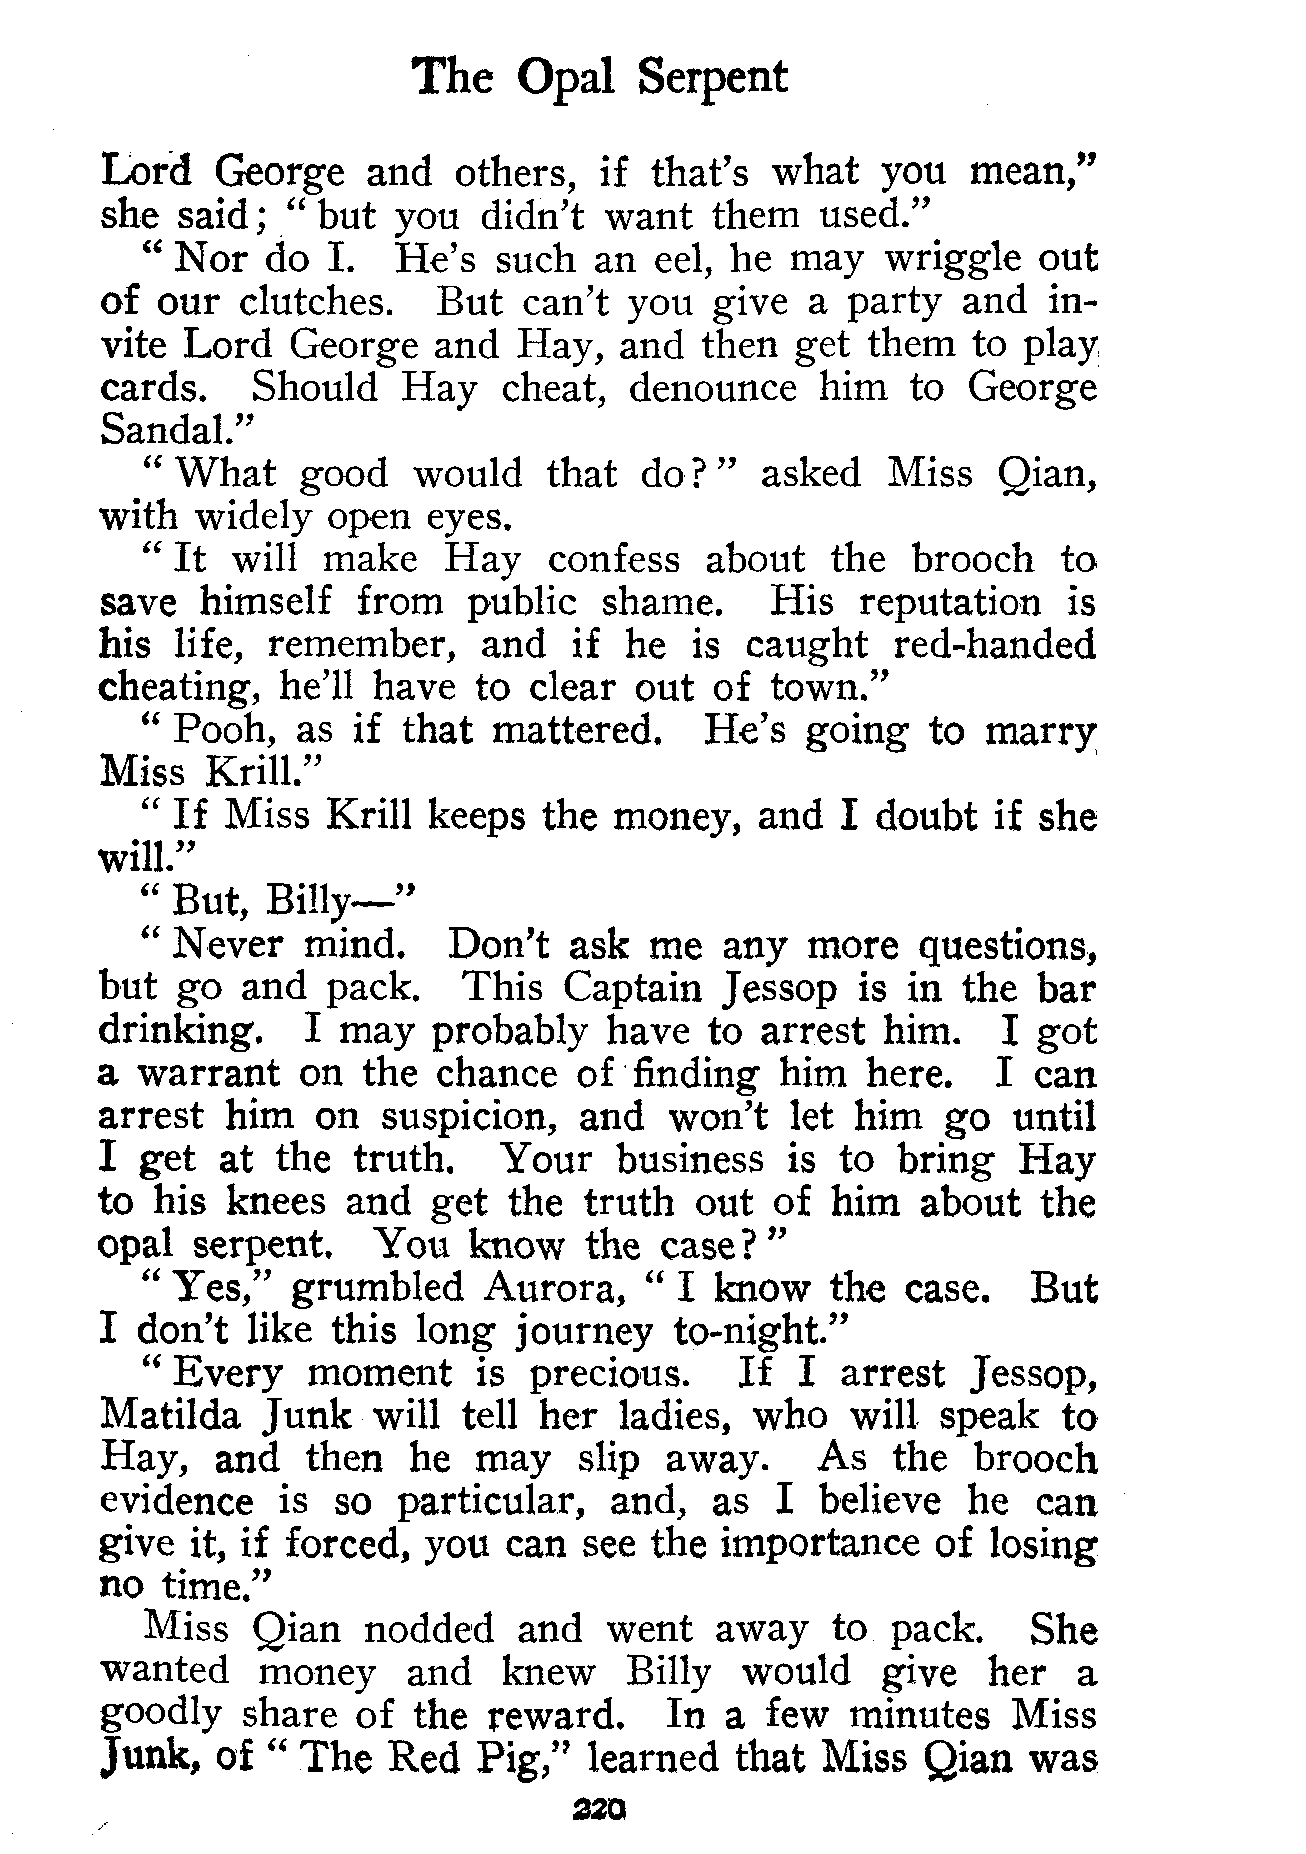 The Opal Serpent
Lord George and others, if that's what you mean,"
she said; "but you didn't want them used."
"Nor do I. He's such an eel, he may wriggle out
of our clutches. But can't you give a party and in-
vite Lord George and Hay, and then get them to play
cards. Should Hay cheat, denounce him to George
Sandal."
"What good would that do?" asked Miss Qian,
with widely open eyes.
"It will make Hay confess about the brooch to
save himself from public shame. His reputation is
his life, remember, and if he is caught red-handed
cheating, he'll have to clear out of town."
"Pooh, as if that mattered. He's going to marry
Miss Krill."
"If Miss Krill keeps the money, and I doubt if she
will."
"But, Billy—"
"Never mind. Don't ask me any more questions,
but go and pack. This Captain Jessop is in the bar
drinking. I may probably have to arrest him. I got
a warrant on the chance of finding him here. I can
arrest him on suspicion, and won't let him go until
I get at the truth. Your business is to bring Hay
to his knees and get the truth out of him about the
opal serpent. You know the case?"
"Yes," grumbled Aurora, "I know the case. But
I don't like this long journey to-night."
"Every moment is precious. If I arrest Jessop,
Matilda Junk will tell her ladies, who will speak to
Hay, and then he may slip away. As the brooch
evidence is so particular, and, as I believe he can
give it, if forced, you can see the importance of losing
no time."
Miss Qian nodded and went away to pack. She
wanted money and knew Billy would give her a
goodly share of the reward. In a few minutes Miss
Junk, of "The Red Pig," learned that Miss Qian was
220